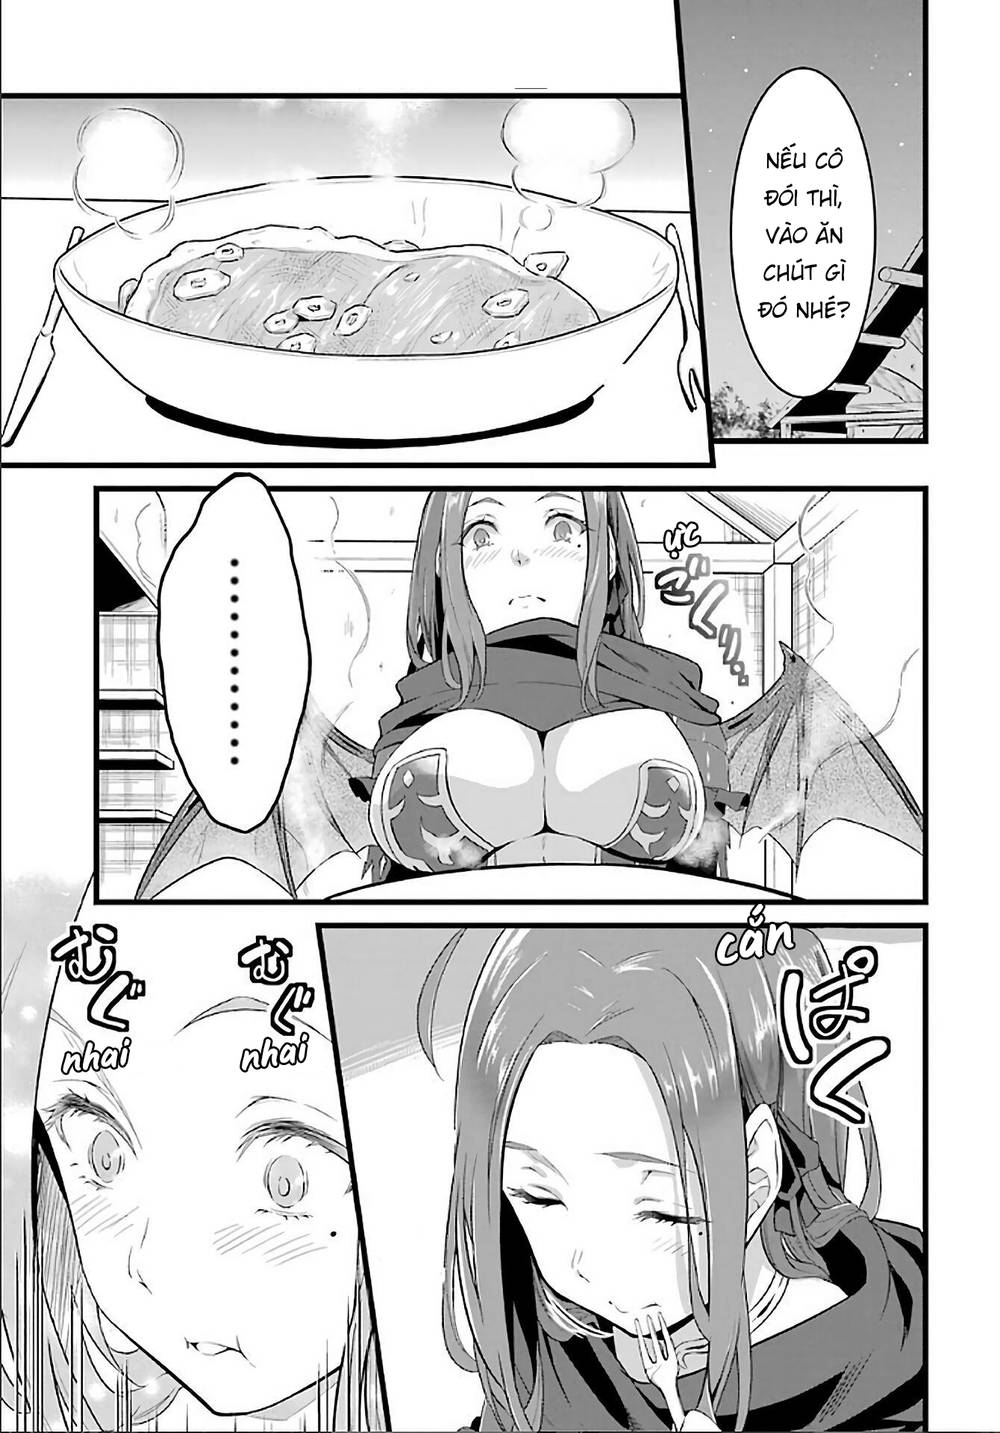 NẾU CÔ
ĐÓI THÌ,
VÀO ĂN
CHÚT GÌ
ĐÓ NHÉ?
ực
ごくっ
............
cắn
ぱく
むぐ
nhai
むぐ
nhai